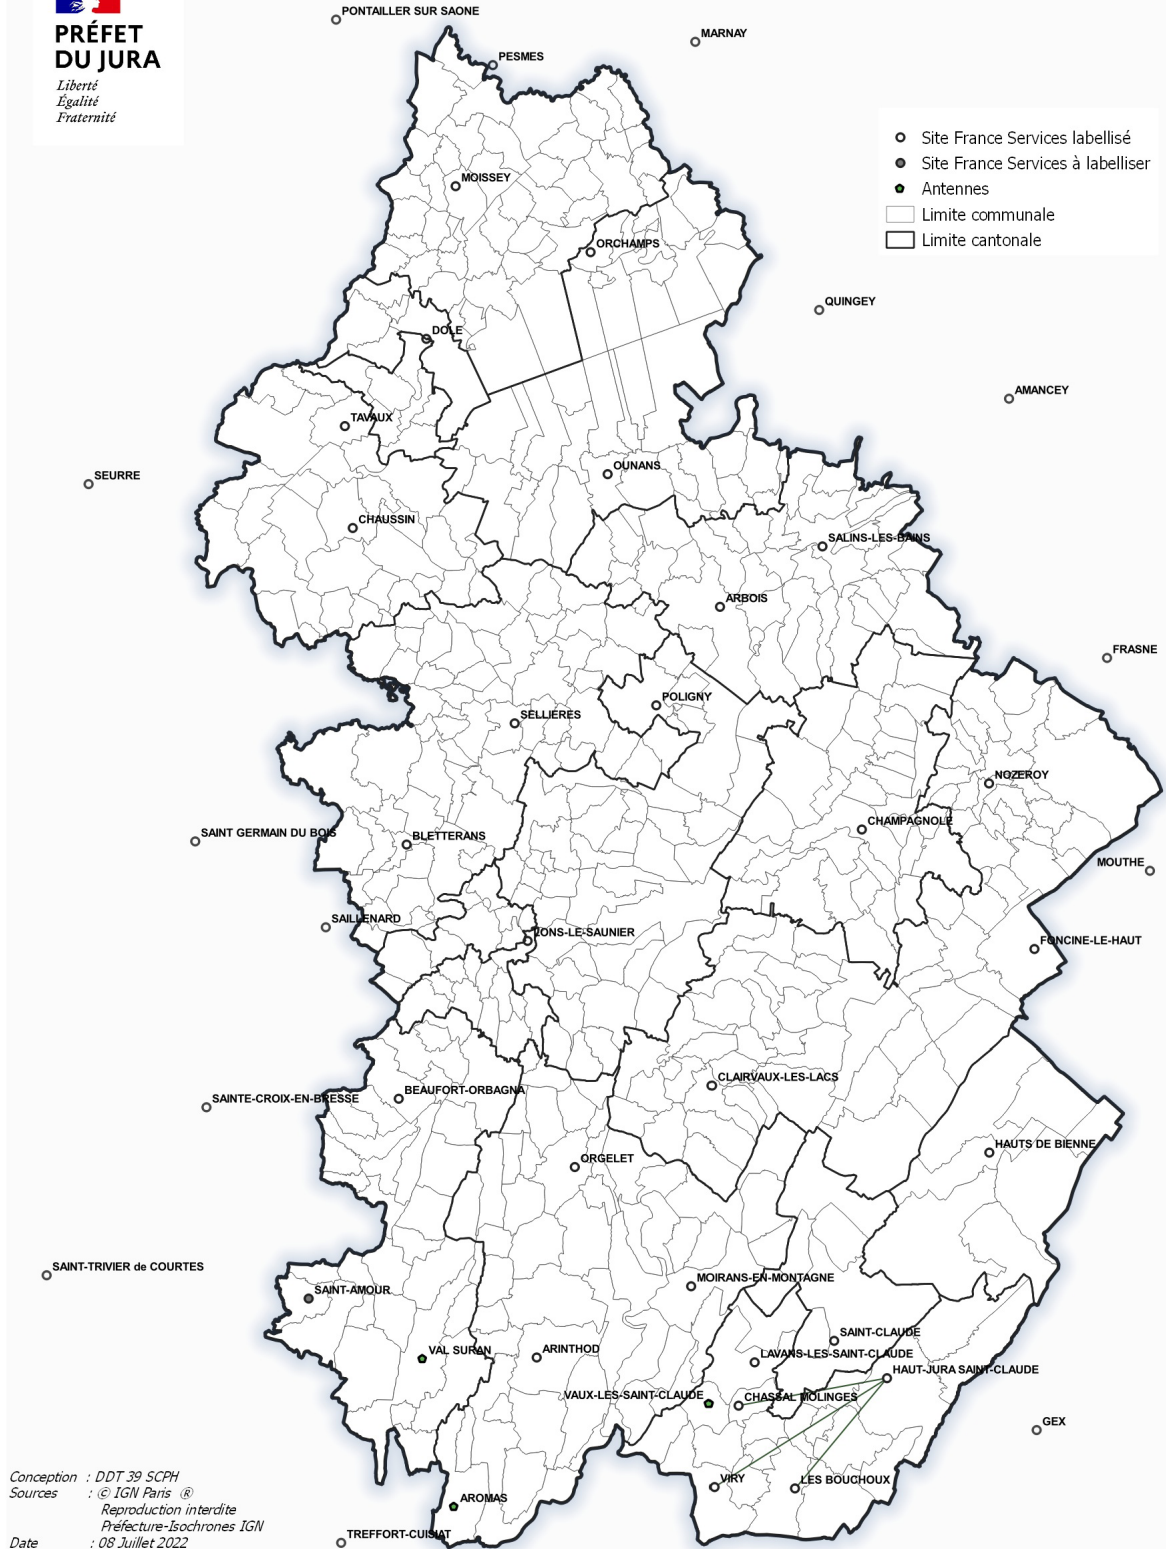 PRÉFET
DU JURA
Liberté
Égalité
Fraternité
PONTAILLER SUR SAONE
MARNAY
PESMES
Site France Services labellisé
Site France Services à labelliser
Antennes
Limite communale
Limite cantonale
MOISSEY
ORCHAMPS
QUINGEY
DOLE
AMANCEY
TAVAUX
OUNANS
SEURRE
CHAUSSIN
SALINS-LES-BAINS
ARBOIS
FRASNE
POLIGNY
SELLIERES
NOZEROY
CHAMPAGNOLE
SAINT GERMAIN DU BOIS
BLETTERANS
MOUTHE
SAILLENARD
LONS-LE-SAUNIER
FONCINE-LE-HAUT
CLAIRVAUX-LES-LACS
BEAUFORT-ORBAGNA
SAINTE-CROIX-EN-BRESSE
HAUTS DE BIENNE
ORGELET
SAINT-TRIVIER de COURTES
MOIRANS-EN-MONTAGNE
SAINT-AMOUR
SAINT-CLAUDE
VAL SURAN
ARINTHOD
LAVANS-LES-SAINT-CLAUDE
HAUT-JURA SAINT-CLAUDE
VAUX-LES-SAINT-CLAUDE
CHASSAL MOLINGES
GEX
VIRY
LES BOUCHOUX
AROMAS
TREFFORT-CUISIAT
Conception : DDT 39 SCPH
Sources : © IGN Paris ®
Reproduction interdite
Préfecture-Isochrones IGN
Date : 08 Juillet 2022